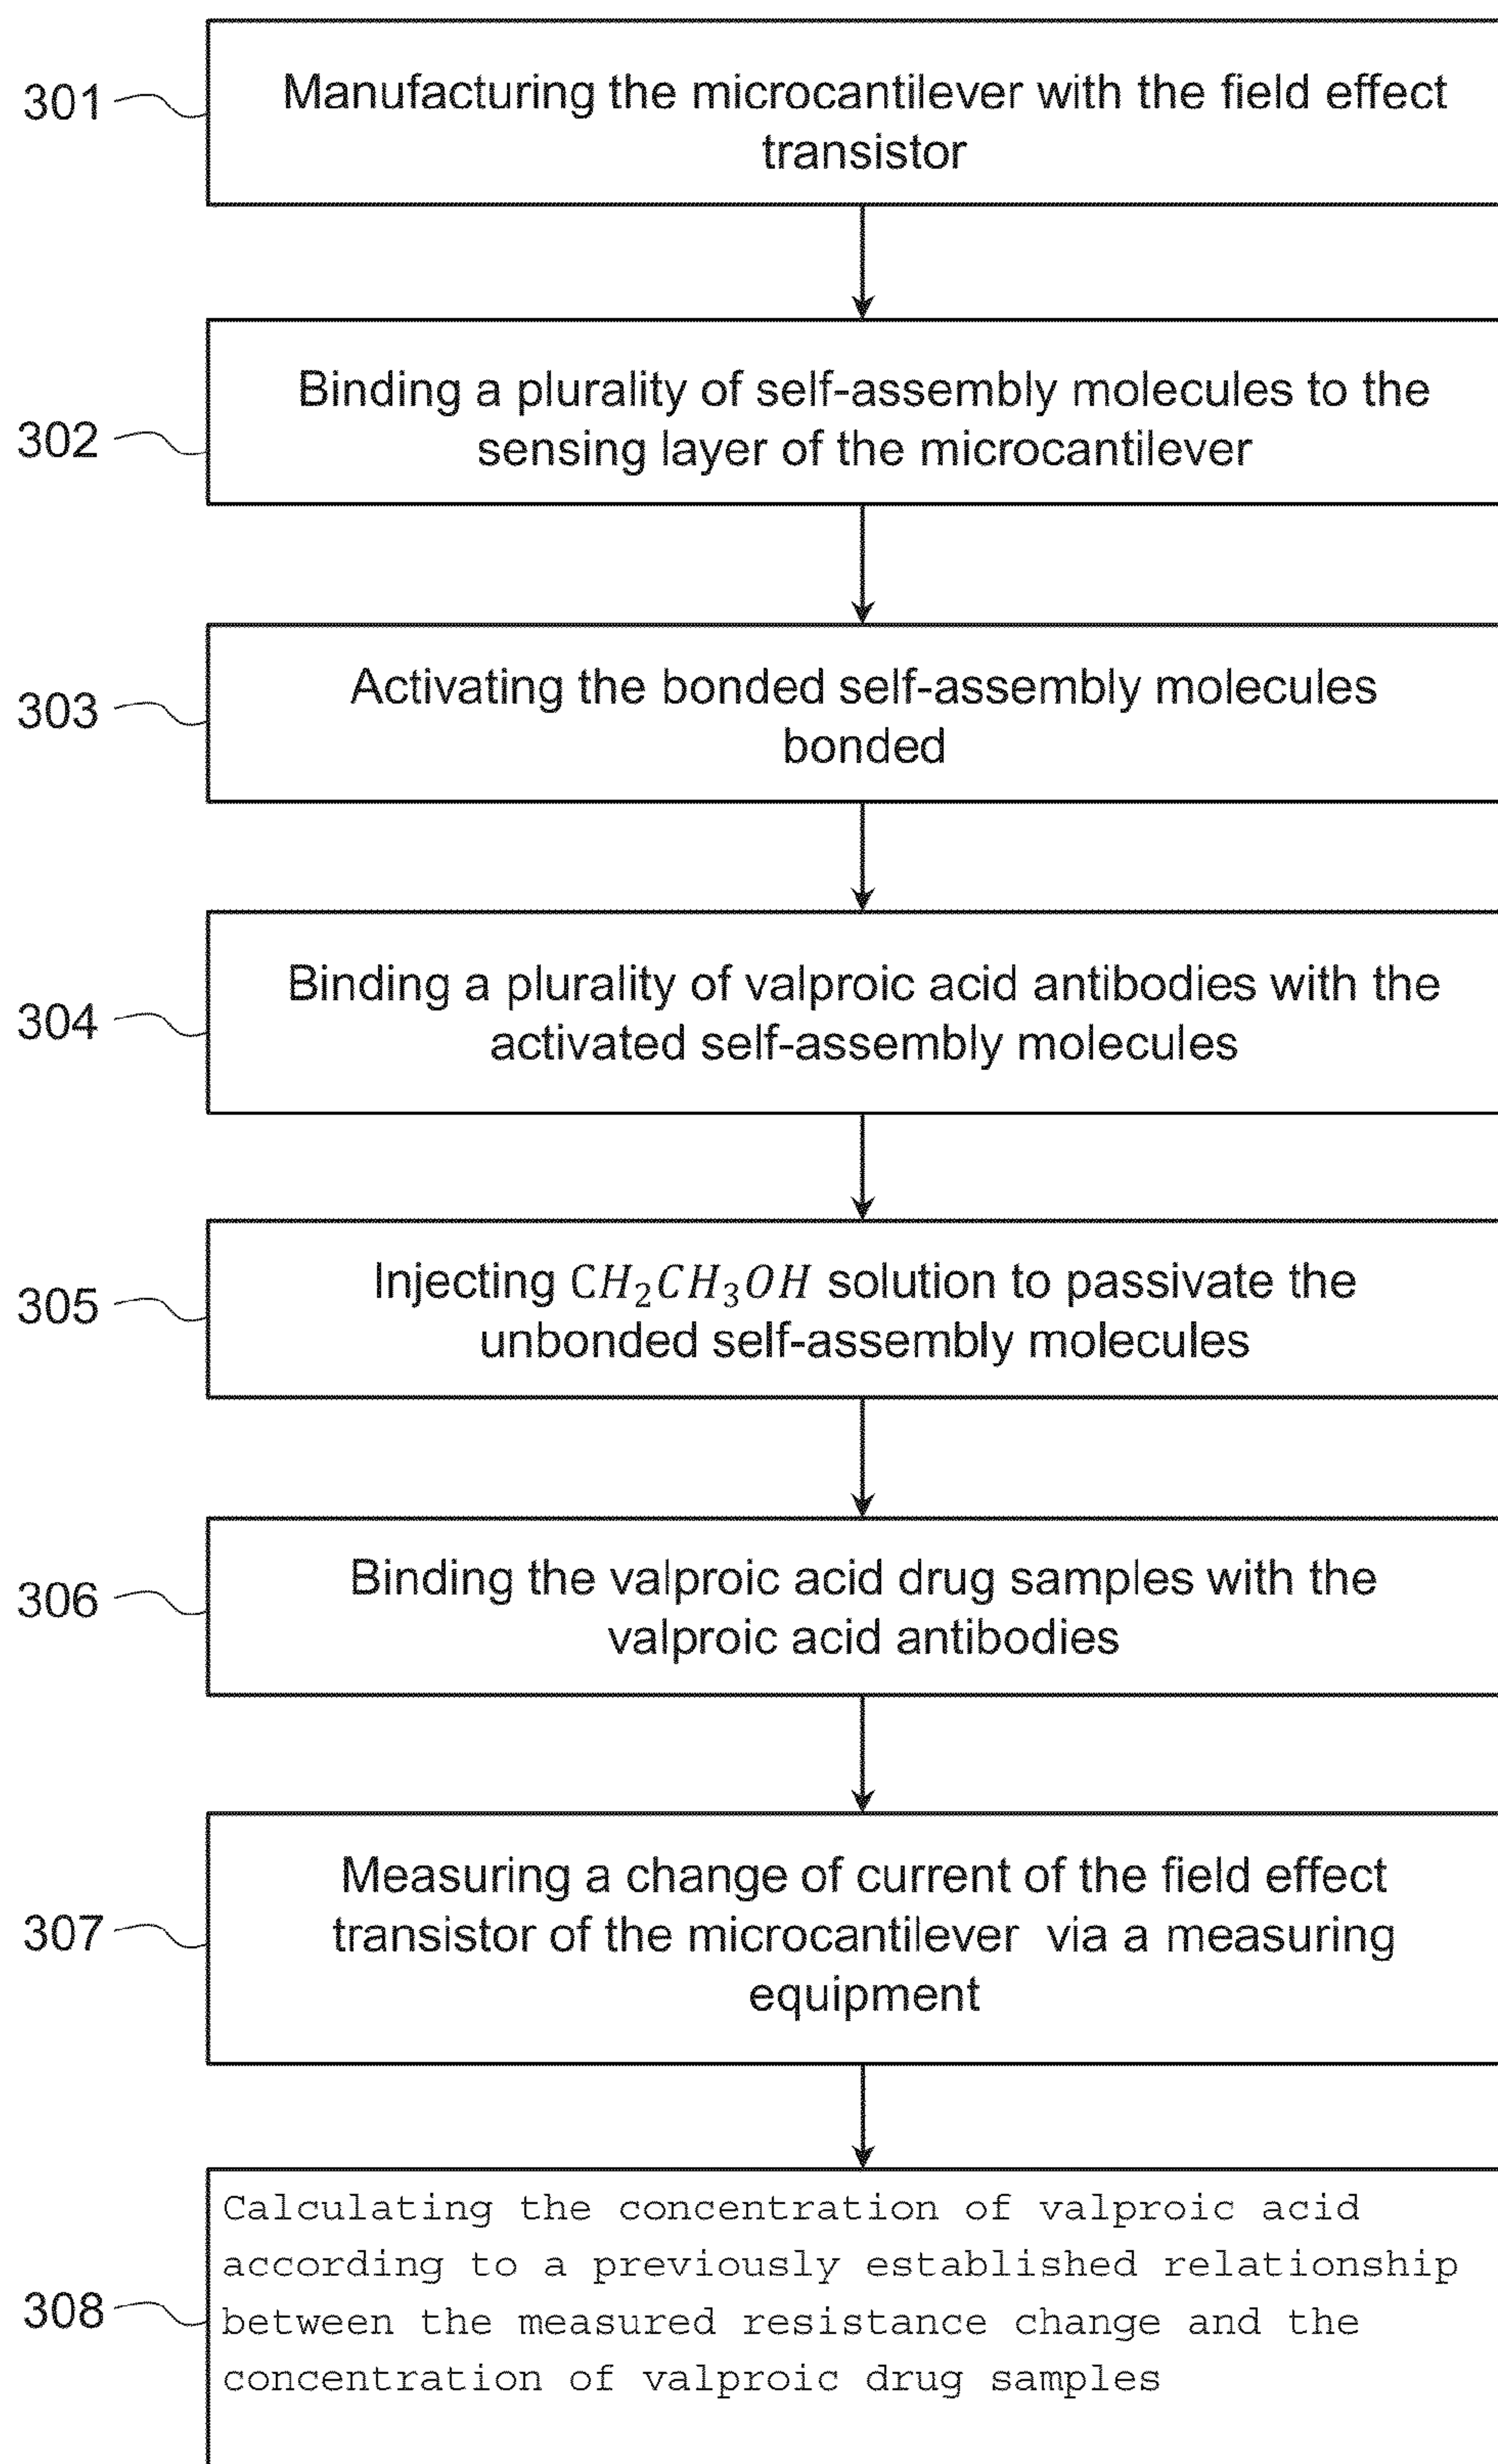 301
Manufacturing the microcantilever with the field effect
transistor
302
Binding a plurality of self-assembly molecules to the
sensing layer of the microcantilever
303
Activating the bonded self-assembly molecules
bonded
304
Binding a plurality of valproic acid antibodies with the
activated self-assembly molecules
305
Injecting CH₂CH₃OH solution to passivate the
unbonded self-assembly molecules
306
Binding the valproic acid drug samples with the
valproic acid antibodies
307
Measuring a change of current of the field effect
transistor of the microcantilever via a measuring
equipment
308
Calculating the concentration of valproic acid
according to a previously established relationship
between the measured resistance change and the
concentration of valproic drug samples